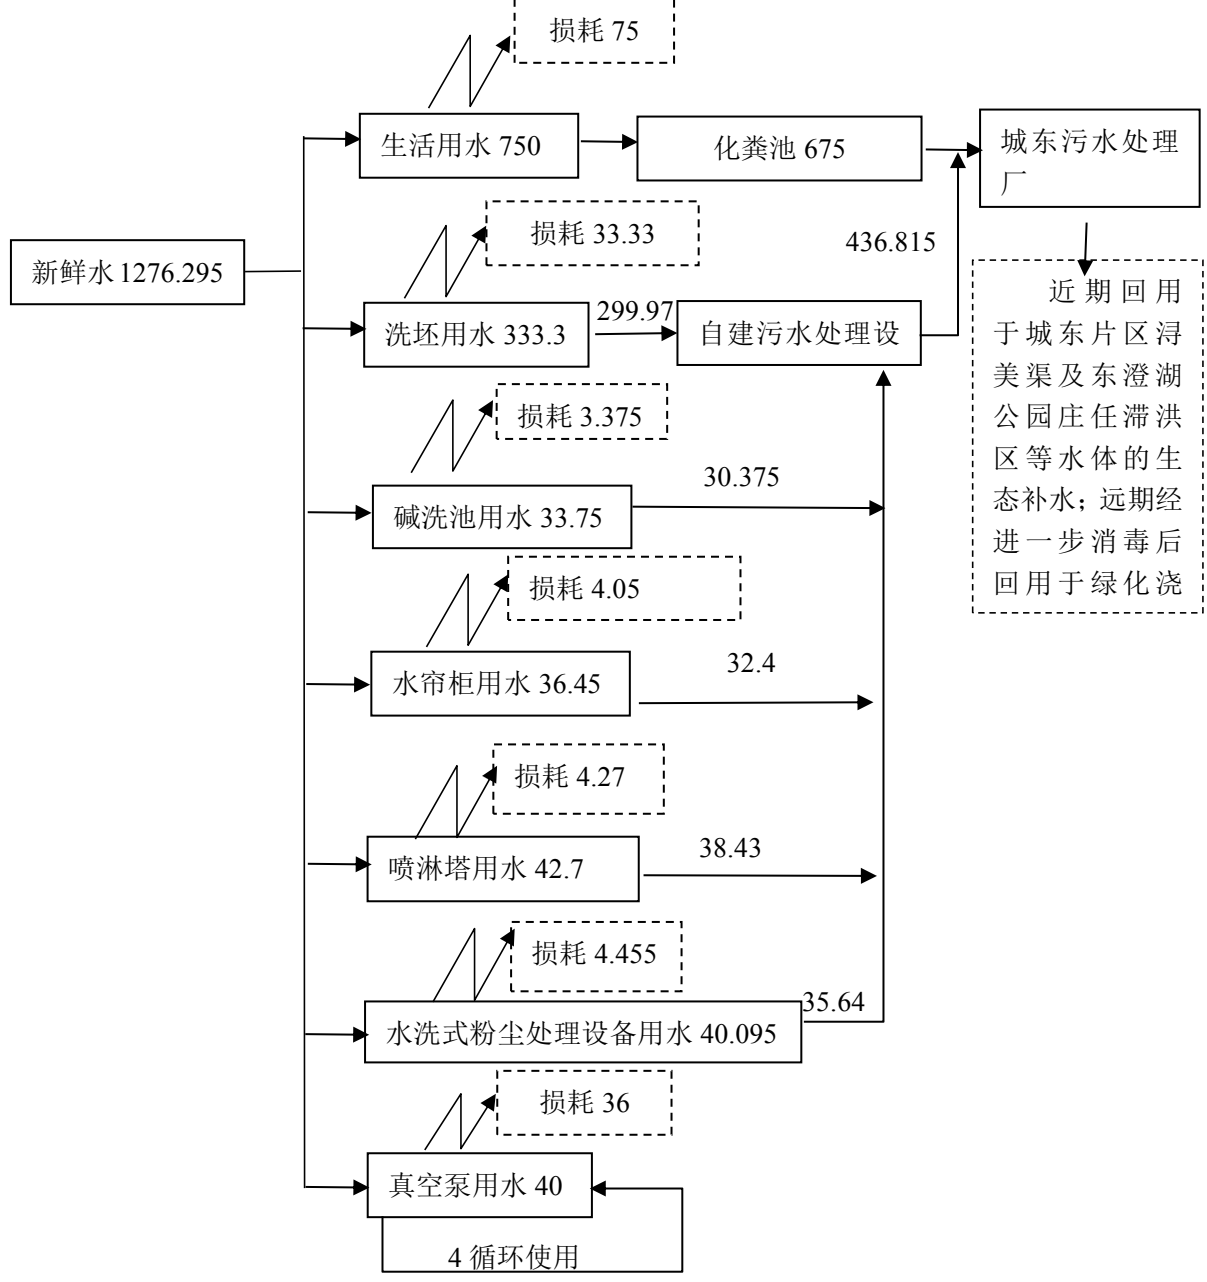 损耗 75
生活用水 750
化粪池 675
城东污水处理
厂
损耗 33.33
436.815
新鲜水 1276.295
近期回用
于城东片区浔
美渠及东澄湖
公园庄任滞洪
区等水体的生
态补水；远期经
进一步消毒后
回用于绿化浇
299.97
洗坯用水 333.3
自建污水处理设
损耗 3.375
30.375
碱洗池用水 33.75
损耗 4.05
32.4
水帘柜用水 36.45
损耗 4.27
38.43
喷淋塔用水 42.7
损耗 4.455
35.64
水洗式粉尘处理设备用水 40.095
损耗 36
真空泵用水 40
4 循环使用